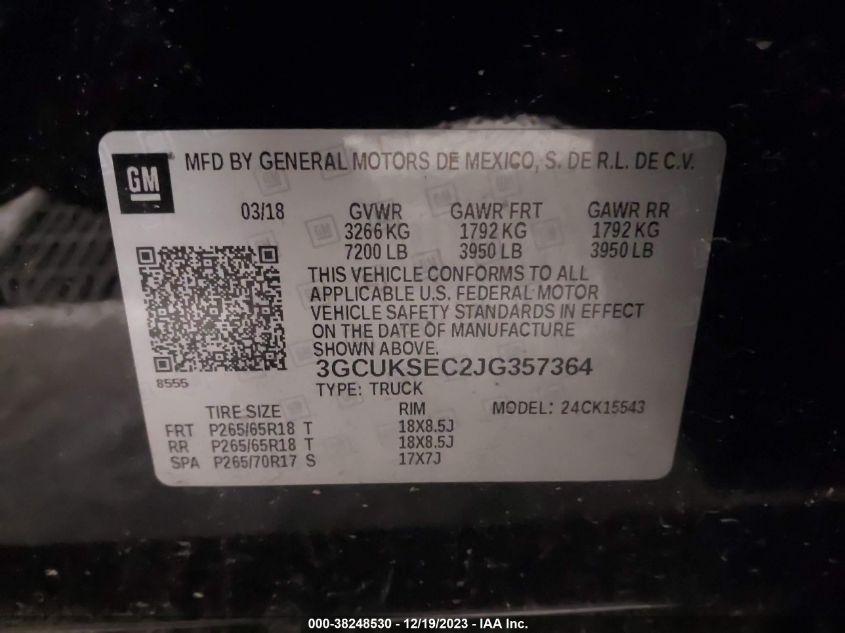 GM
MFD BY GENERAL MOTORS DE MEXICO, S. DE R.L. DE C.V.
03/18 GVWR GAWR FRT GAWR RR
3266 KG 1792 KG 1792 KG
7200 LB 3950 LB 3950 LB
THIS VEHICLE CONFORMS TO ALL
APPLICABLE U.S. FEDERAL MOTOR
VEHICLE SAFETY STANDARDS IN EFFECT
ON THE DATE OF MANUFACTURE
SHOWN ABOVE.
3GCUKSEC2JG357364
8555
TYPE: TRUCK
TIRE SIZE RIM MODEL: 24CK15543
FRT P265/65R18 T 18X8.5J
RR P265/65R18 T 18X8.5J
SPA P265/70R17 S 17X7J
000-38248530 - 12/19/2023 - IAA Inc.